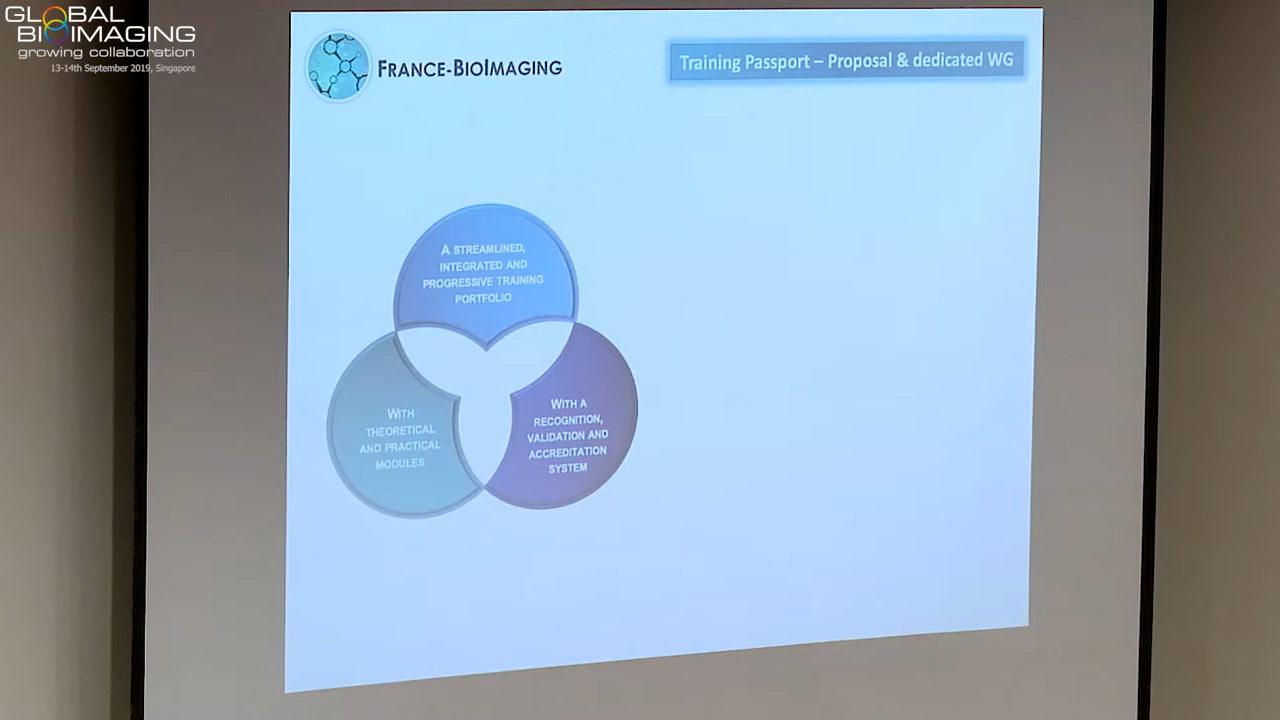 GLOBAL
BIOIMAGING
growing collaboration
13-14th September 2019, Singapore
FRANCE-BIOIMAGING
Training Passport – Proposal & dedicated WG
A STREAMLINED,
INTEGRATED AND
PROGRESSIVE TRAINING
PORTFOLIO
WITH
THEORETICAL
AND PRACTICAL
MODULES
WITH A
RECOGNITION,
VALIDATION AND
ACCREDITATION
SYSTEM